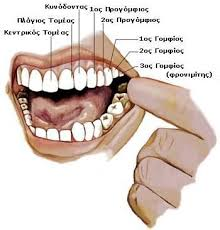 Κυνόδοντας
1ος Προγόμφιος
Πλάγιος Τομέας
2ος Προγόμφιος
Κεντρικός Τομέας
1ος Γομφίος
2ος Γομφίος
3ος Γομφίος
(φρονιμίτης)